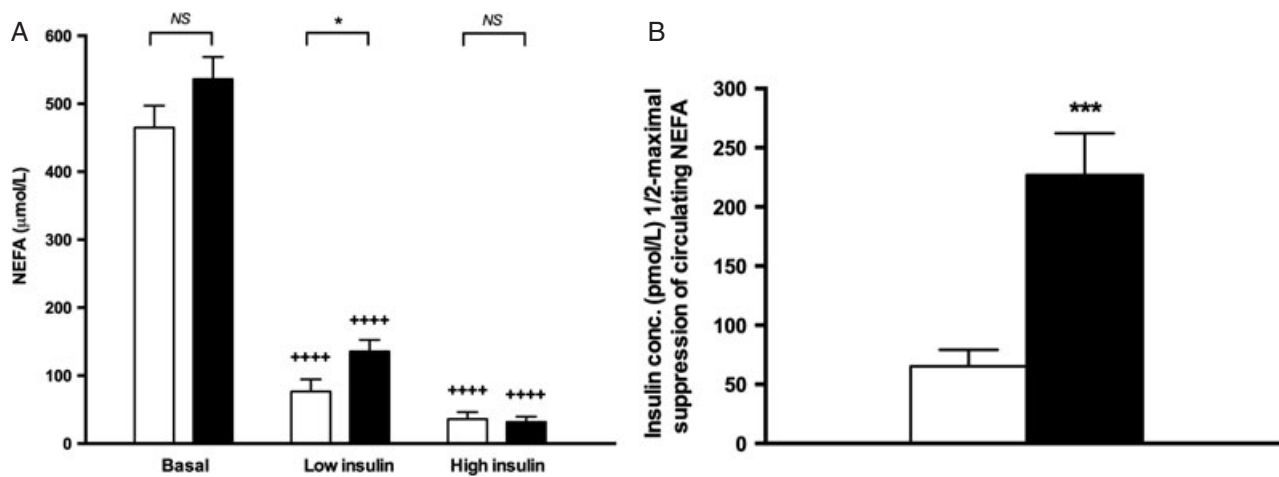 A
NS
*
NS
600
500
400
300
200
100
0
NEFA (μmol/L)
++++
++++
++++
++++
Basal
Low insulin
High insulin
B
Insulin conc. (pmol/L) 1/2-maximal
suppression of circulating NEFA
300
250
200
150
100
50
0
***